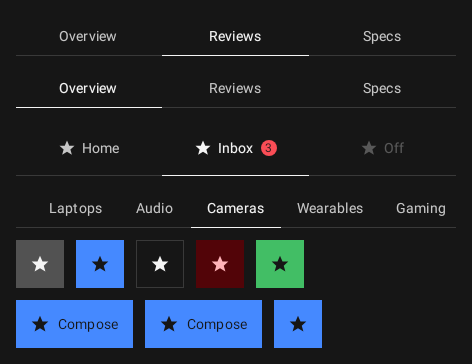 Overview Reviews Specs
Overview Reviews Specs
Home Inbox 3 Off
Laptops Audio Cameras Wearables Gaming
Compose Compose